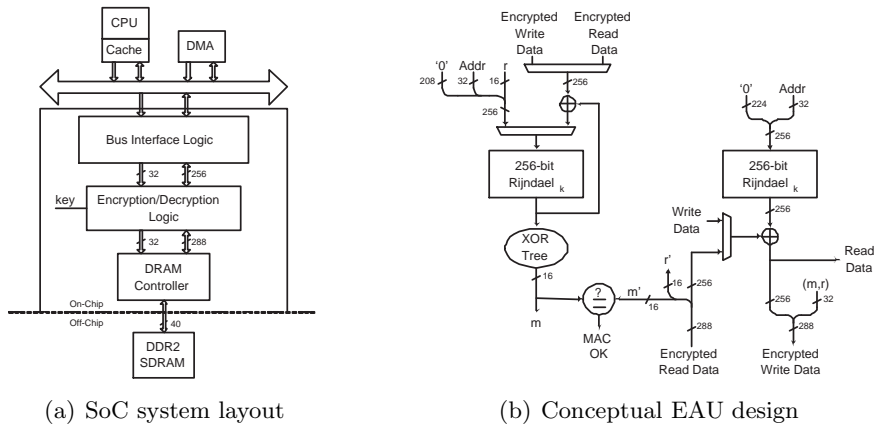 CPU
Cache
DMA
Bus Interface Logic
32
256
key
Encryption/Decryption
Logic
32
288
DRAM
Controller
On-Chip
Off-Chip
40
DDR2
SDRAM
(a) SoC system layout
Encrypted
Write
Data
Encrypted
Read
Data
'0'
Addr
r
208
32
16
256
256
256-bit
Rijndael k
XOR
Tree
16
m
?
=
MAC
OK
m'
16
r'
16
256
288
Encrypted
Read Data
Write
Data
'0'
Addr
224
32
256
256-bit
Rijndael k
256
Read
Data
(m,r)
256
32
288
Encrypted
Write Data
(b) Conceptual EAU design